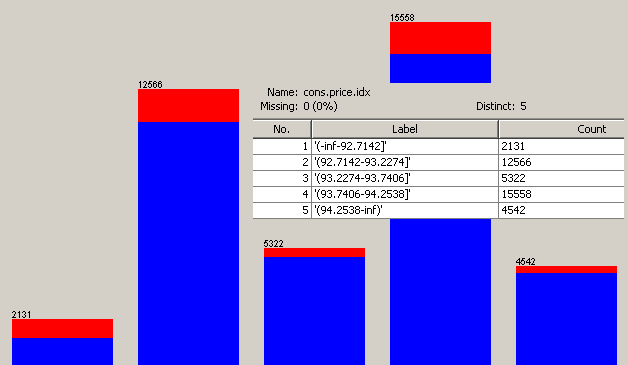 15558
12566
Name: cons.price.idx
Missing: 0 (0%) Distinct: 5
No. Label Count
1 '(-inf-92.7142]' 2131
2 '(92.7142-93.2274]' 12566
3 '(93.2274-93.7406]' 5322
4 '(93.7406-94.2538]' 15558
5 '(94.2538-inf)' 4542
5322
4542
2131